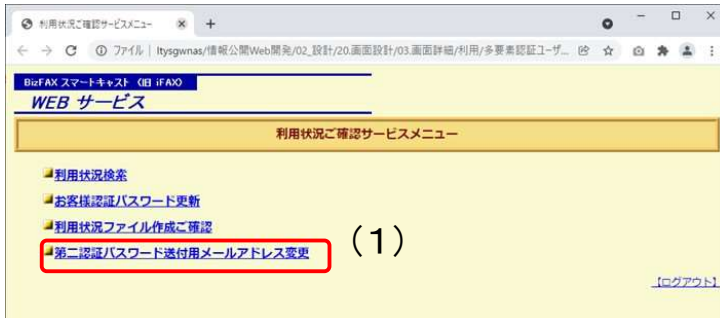 利用状況ご確認サービスメニュー
ファイル | ltysgwnas/情報公開Web開発/02_設計/20.画面設計/03.画面詳細/利用/多要素認証ユーザ...
BizFAX スマートキャスト（旧 iFAX）
WEB サービス
利用状況ご確認サービスメニュー
利用状況検索
お客様認証パスワード更新
利用状況ファイル作成ご確認
第二認証パスワード送付用メールアドレス変更
（1）
【ログアウト】